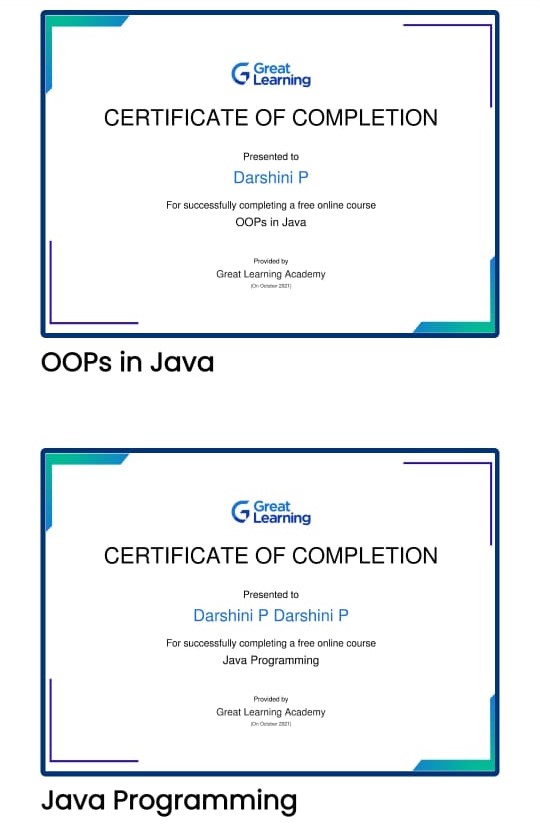 Great
Learning
CERTIFICATE OF COMPLETION
Presented to
Darshini P
For successfully completing a free online course
OOPs in Java
Provided by
Great Learning Academy
(On October 2021)
OOPs in Java
Great
Learning
CERTIFICATE OF COMPLETION
Presented to
Darshini P Darshini P
For successfully completing a free online course
Java Programming
Provided by
Great Learning Academy
(On October 2021)
Java Programming